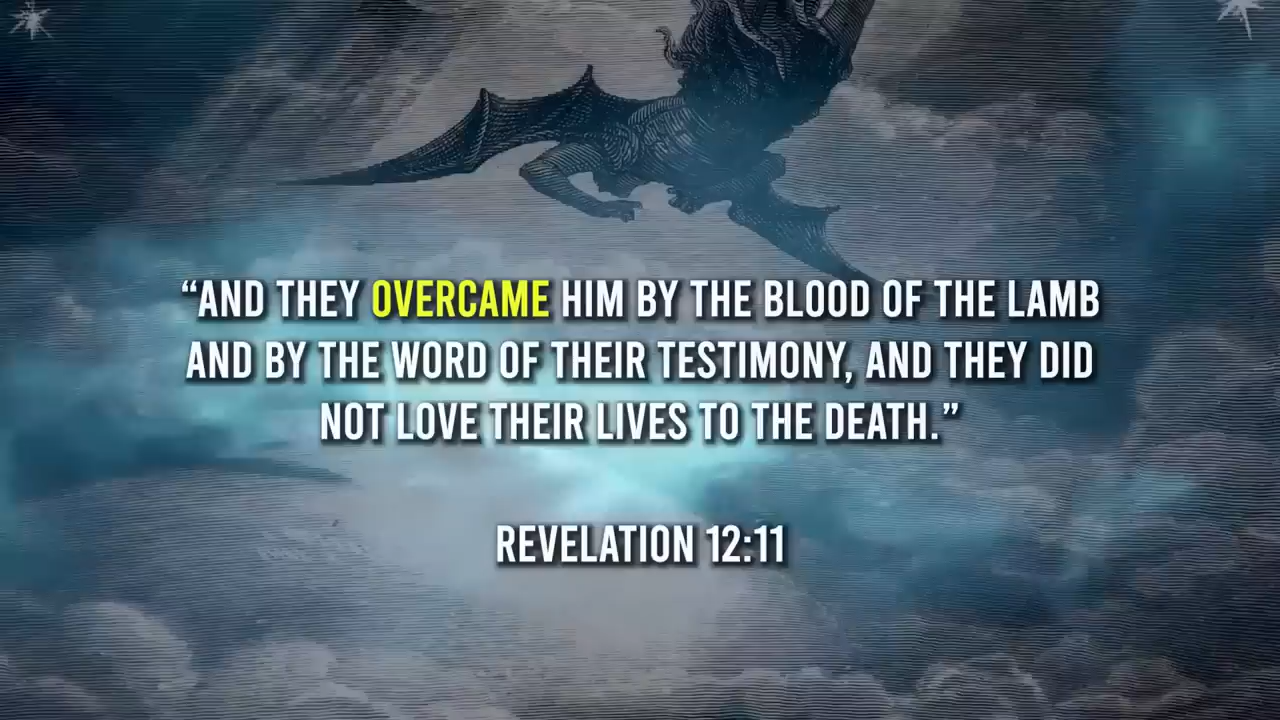 “AND THEY OVERCAME HIM BY THE BLOOD OF THE LAMB
AND BY THE WORD OF THEIR TESTIMONY, AND THEY DID
NOT LOVE THEIR LIVES TO THE DEATH.”
REVELATION 12:11